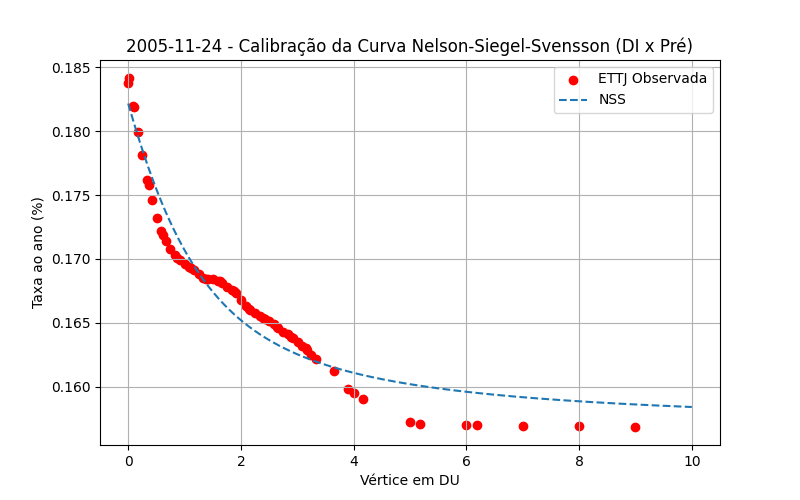 2005-11-24 - Calibração da Curva Nelson-Siegel-Svensson (DI x Pré)
ETTJ Observada
NSS
Taxa ao ano (%)
0.185
0.180
0.175
0.170
0.165
0.160
0 2 4 6 8 10
Vértice em DU